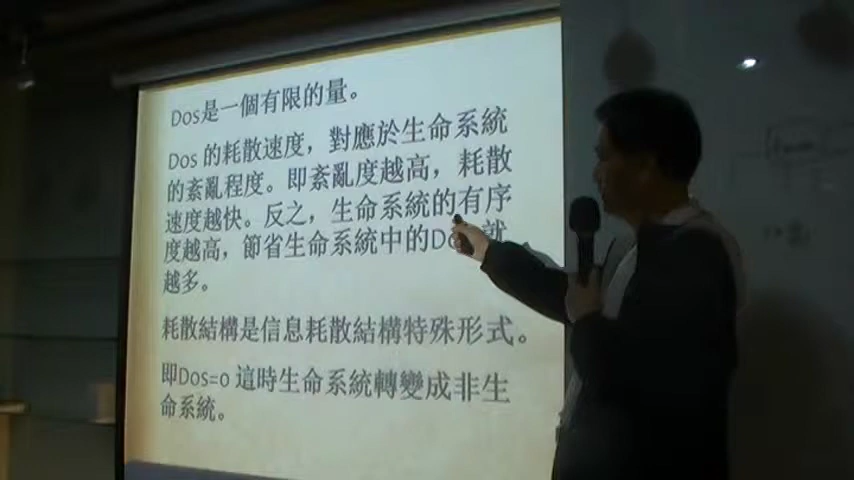 Dos是一個有限的量。
Dos 的耗散速度，對應於生命系統
的紊亂程度。即紊亂度越高，耗散
速度越快。反之，生命系統的有序
度越高，節省生命系統中的Do 就
越多。
耗散結構是信息耗散結構特殊形式。
即Dos=0 這時生命系統轉變成非生
命系統。